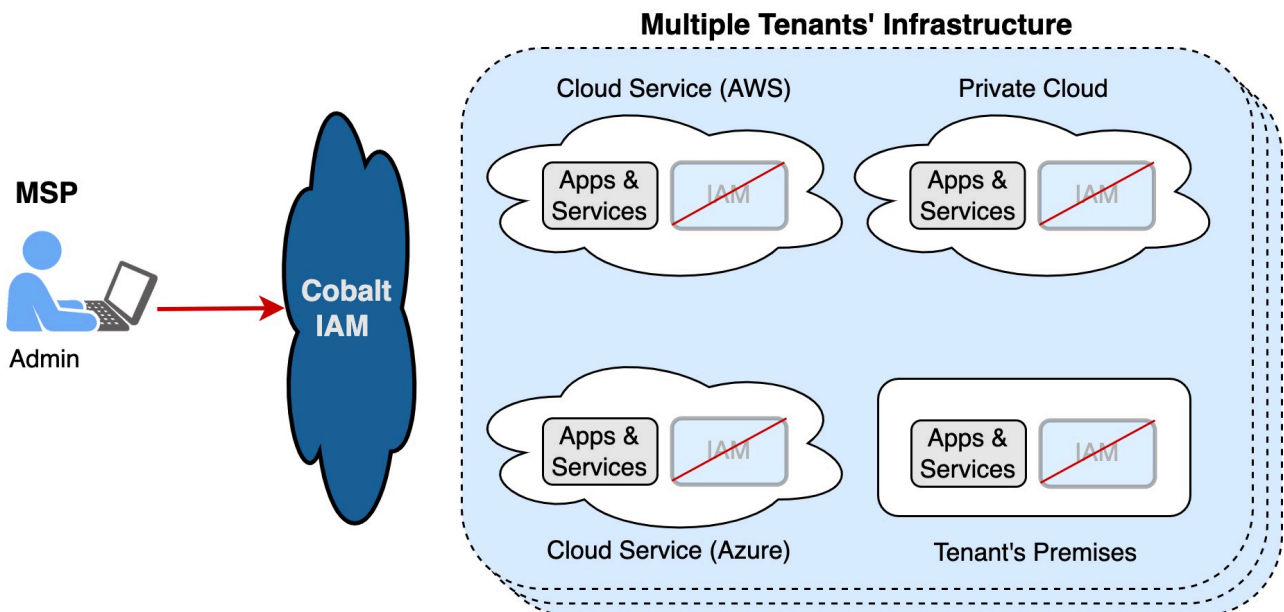 Multiple Tenants' Infrastructure
Cloud Service (AWS)
Private Cloud
Apps &
Services
IAM
Apps &
Services
IAM
MSP
Admin
Cobalt
IAM
Apps &
Services
IAM
Apps &
Services
IAM
Cloud Service (Azure)
Tenant's Premises